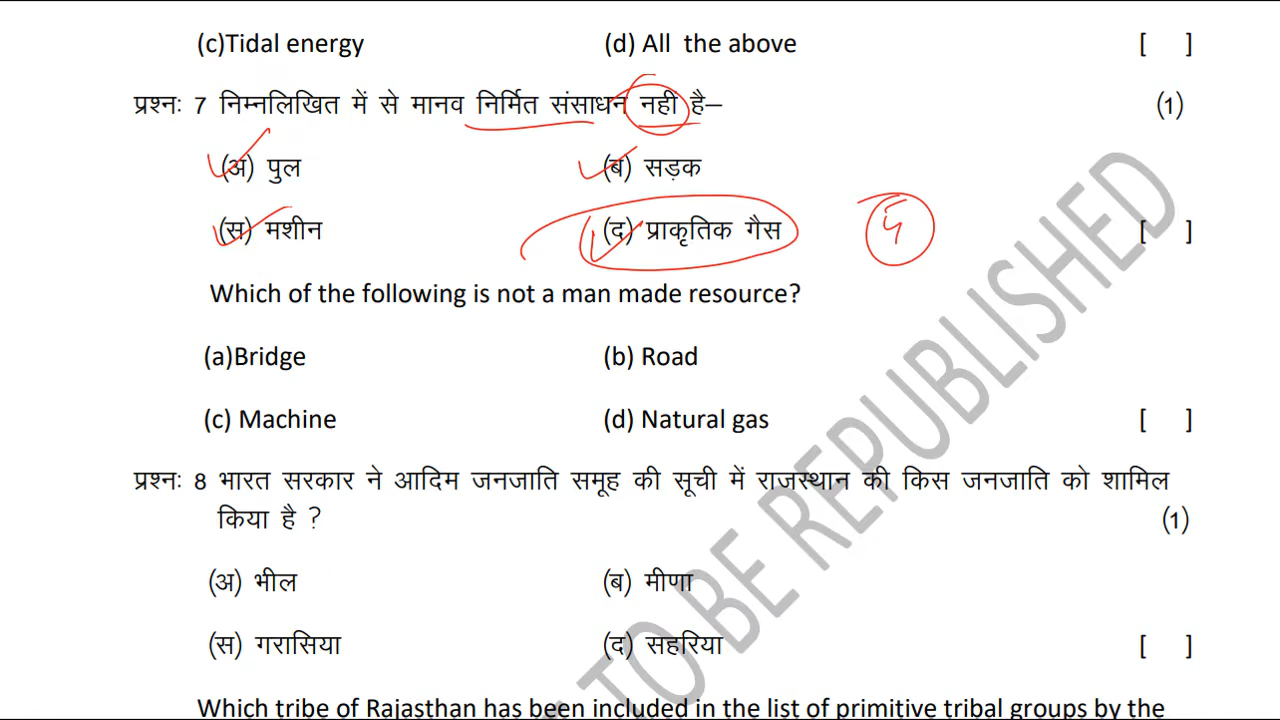 (c)Tidal energy (d) All the above [ ]
प्रश्नः 7 निम्नलिखित में से मानव निर्मित संसाधन नही है– (1)
(अ) पुल (ब) सड़क
(स) मशीन (द) प्राकृतिक गैस द [ ]
Which of the following is not a man made resource?
(a)Bridge (b) Road
(c) Machine (d) Natural gas [ ]
प्रश्नः 8 भारत सरकार ने आदिम जनजाति समूह की सूची में राजस्थान की किस जनजाति को शामिल
किया है ? (1)
(अ) भील (ब) मीणा
(स) गरासिया (द) सहरिया [ ]
Which tribe of Rajasthan has been included in the list of primitive tribal groups by the
TO BE REPUBLISHED